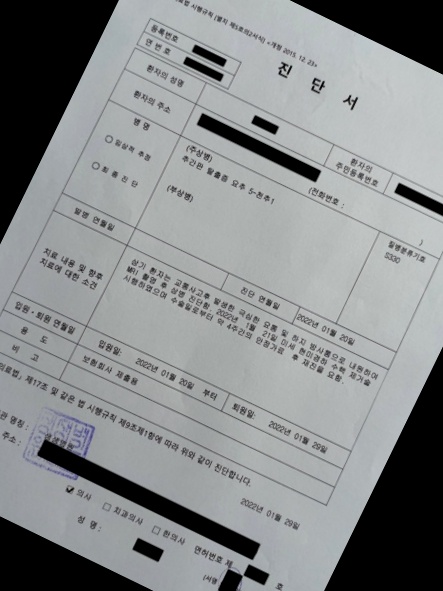 료법 시행규칙 [별지 제5호의2서식] <개정 2015. 12. 23>
등록번호
연 번 호
진 단 서
환자의 성명
환자의 주소
환자의
주민등록번호
병 명
(전화번호 : )
○ 임상적 추정
○ 최 종 진 단
(주상병)
추간판 탈출증 요추 5-천추1
(부상병)
질병분류기호
S330
발병 연월일
진단 연월일
2022년 01월 20일
치료 내용 및 향후
치료에 대한 소견
상기 환자는 교통사고후 발생한 극심한 요통 및 하지 방사통으로 내원하여
MRI 촬영 후 상병 진단함. 2022년 1월 21일 미세 현미경하 수핵 제거술
시행하였으며 수술일로부터 약 4주간의 안정가료 후 재진을 요함.
입원·퇴원 연월일
입원일: 2022년 01월 20일 부터
퇴원일: 2022년 01월 29일
용 도
보험회사 제출용
비 고
의료법」 제17조 및 같은 법 시행규칙 제9조제1항에 따라 위와 같이 진단합니다.
2022년 01월 29일
관 명칭 :
주소 :
☑ 의사 □ 치과의사 □ 한의사 면허번호 제 호
성 명 :
(서명